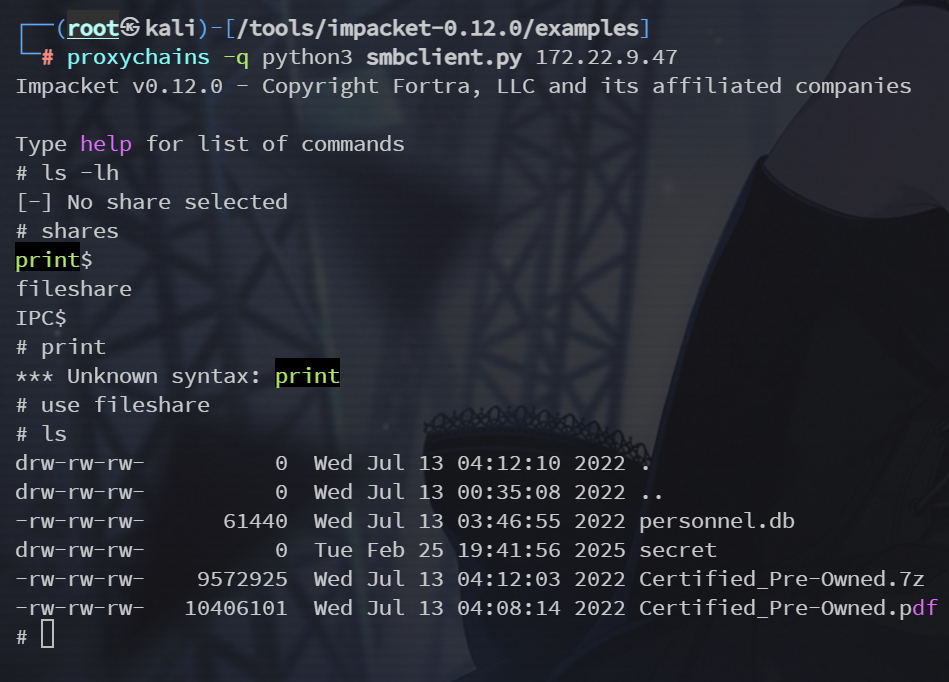 ┌──(root㉿kali)-[/tools/impacket-0.12.0/examples]
└─# proxychains -q python3 smbclient.py 172.22.9.47
Impacket v0.12.0 - Copyright Fortra, LLC and its affiliated companies

Type help for list of commands
# ls -lh
[-] No share selected
# shares
print$
fileshare
IPC$
# print
*** Unknown syntax: print
# use fileshare
# ls
drw-rw-rw-          0  Wed Jul 13 04:12:10 2022 .
drw-rw-rw-          0  Wed Jul 13 00:35:08 2022 ..
-rw-rw-rw-      61440  Wed Jul 13 03:46:55 2022 personnel.db
drw-rw-rw-          0  Tue Feb 25 19:41:56 2025 secret
-rw-rw-rw-    9572925  Wed Jul 13 04:12:03 2022 Certified_Pre-Owned.7z
-rw-rw-rw-   10406101  Wed Jul 13 04:08:14 2022 Certified_Pre-Owned.pdf
#